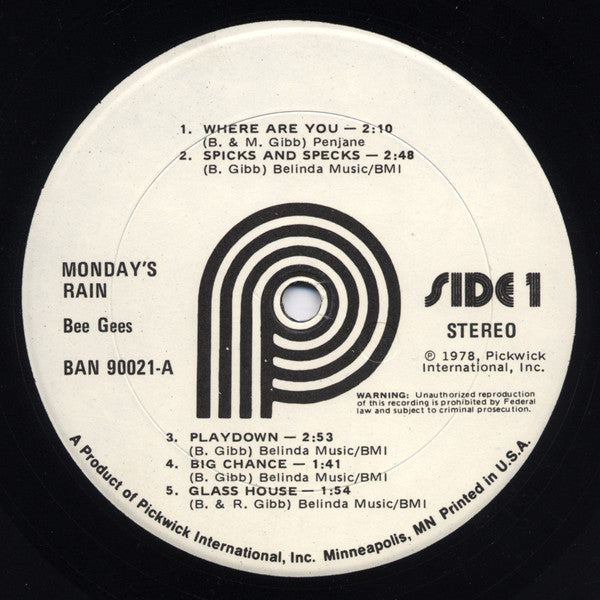 1. WHERE ARE YOU — 2:10
(B. & M. Gibb) Penjane
2. SPICKS AND SPECKS — 2:48
(B. Gibb) Belinda Music/BMI
MONDAY'S
RAIN
Bee Gees
BAN 90021-A
SIDE 1
STEREO
℗ 1978, Pickwick
International, Inc.
WARNING: Unauthorized reproduction
of this recording is prohibited by Federal
law and subject to criminal prosecution.
3. PLAYDOWN — 2:53
(B. Gibb) Belinda Music/BMI
4. BIG CHANCE — 1:41
(B. Gibb) Belinda Music/BMI
5. GLASS HOUSE — 1:54
(B. & R. Gibb) Belinda Music/BMI
A Product of Pickwick International, Inc. Minneapolis, MN Printed in U.S.A.